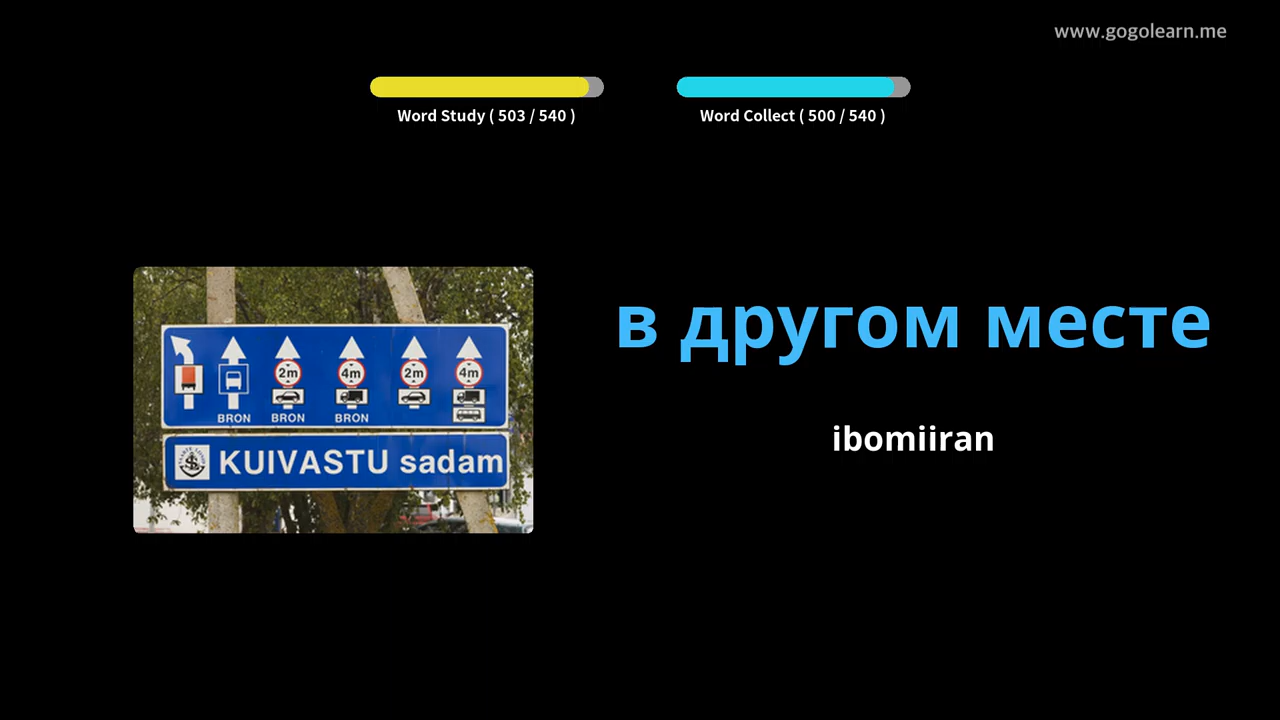 www.gogolearn.me
Word Study ( 503 / 540 )
Word Collect ( 500 / 540 )
в другом месте
ibomiiran
2m 4m 2m 4m
BRON BRON BRON
KUIVASTU sadam